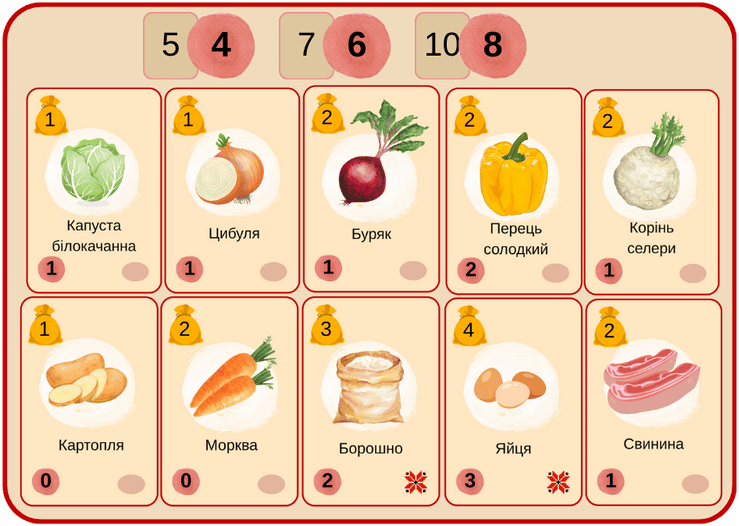 5 4 7 6 10 8
1 1 2 2 2
Капуста
білокачанна
Цибуля
Буряк
Перець
солодкий
Корінь
селери
1 1 1 2 1
1 2 3 4 2
Картопля
Морква
Борошно
Яйця
Свинина
0 0 2 3 1